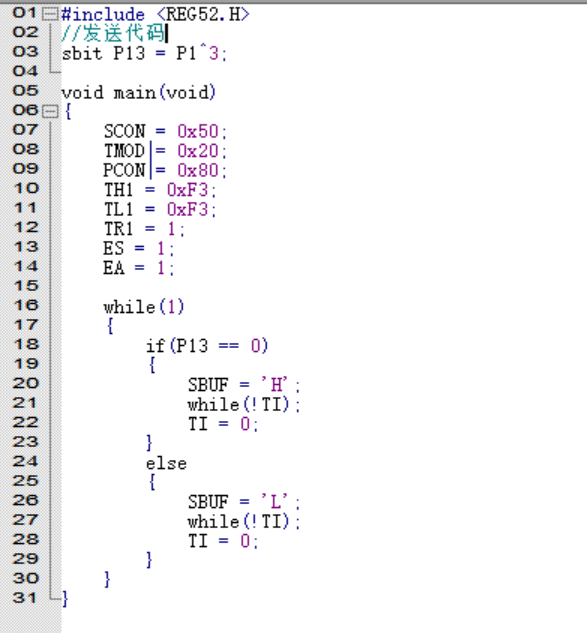 01 #include <REG52.H>
02 //发送代码
03 sbit P13 = P1^3;
04
05 void main(void)
06 {
07 SCON = 0x50;
08 TMOD |= 0x20;
09 PCON |= 0x80;
10 TH1 = 0xF3;
11 TL1 = 0xF3;
12 TR1 = 1;
13 ES = 1;
14 EA = 1;
15
16 while(1)
17 {
18 if(P13 == 0)
19 {
20 SBUF = 'H';
21 while(!TI);
22 TI = 0;
23 }
24 else
25 {
26 SBUF = 'L';
27 while(!TI);
28 TI = 0;
29 }
30 }
31 }